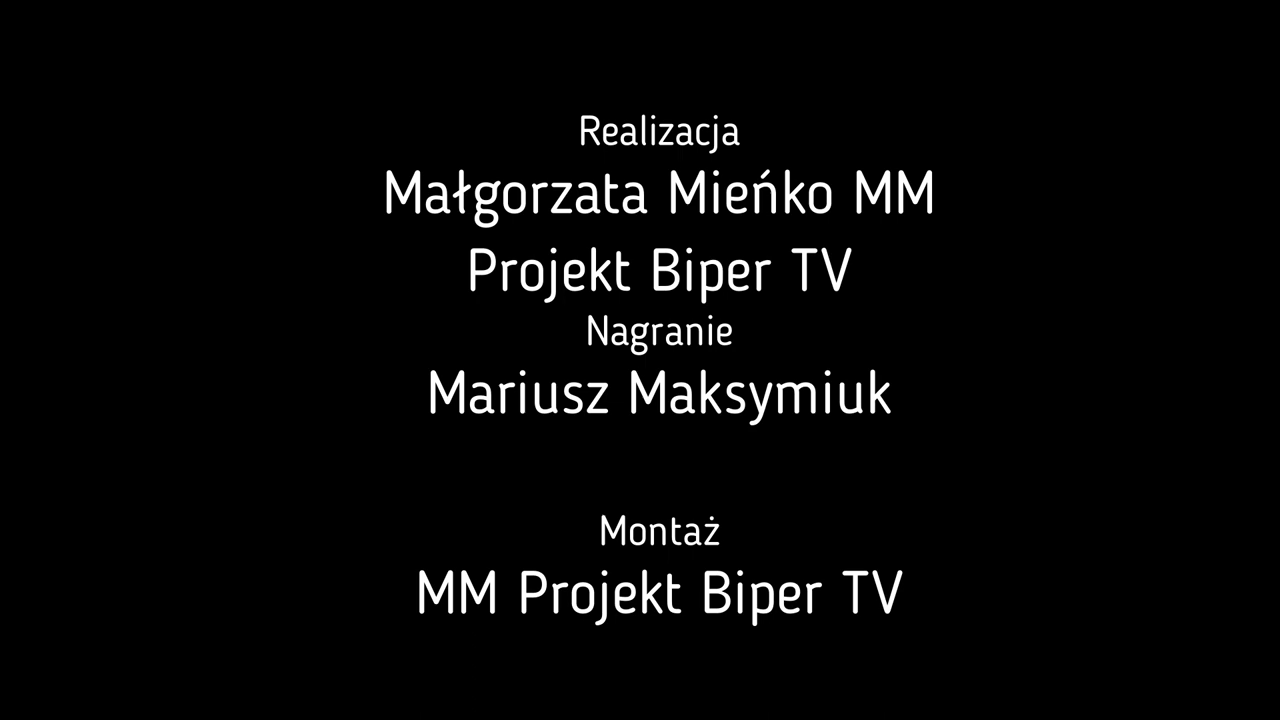 Realizacja
Małgorzata Mieńko MM
Projekt Biper TV
Nagranie
Mariusz Maksymiuk
Montaż
MM Projekt Biper TV